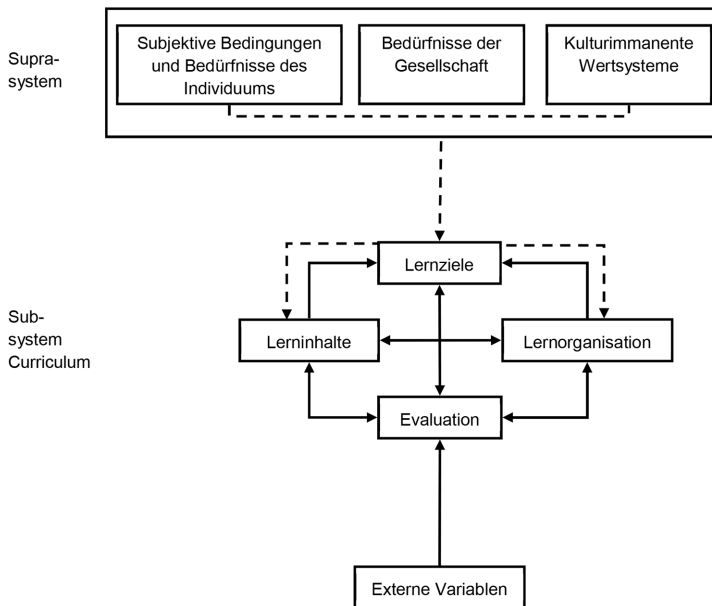 Supra-
system
Subjektive Bedingungen
und Bedürfnisse des
Individuums
Bedürfnisse der
Gesellschaft
Kulturimmanente
Wertsysteme
Sub-
system
Curriculum
Lernziele
Lerninhalte
Lernorganisation
Evaluation
Externe Variablen